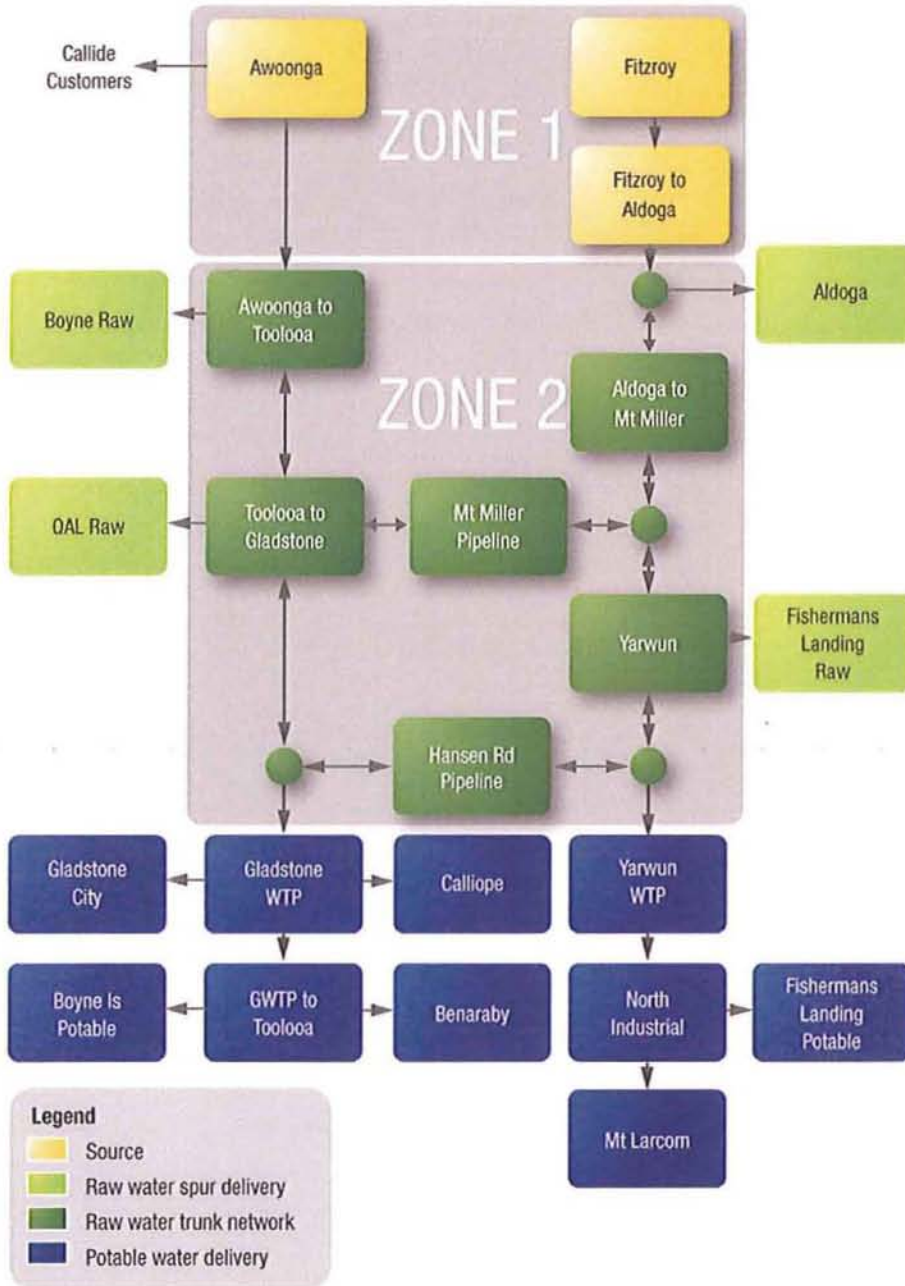 Callide
Customers
Awoonga
Fitzroy
ZONE 1
Fitzroy to
Aldoga
Boyne Raw
Awoonga to
Toolooa
Aldoga
ZONE 2
Aldoga to
Mt Miller
QAL Raw
Toolooa to
Gladstone
Mt Miller
Pipeline
Yarwun
Fishermans
Landing
Raw
Hansen Rd
Pipeline
Gladstone
City
Gladstone
WTP
Calliope
Yarwun
WTP
Boyne Is
Potable
GWTP to
Toolooa
Benaraby
North
Industrial
Fishermans
Landing
Potable
Mt Larcom
Legend
Source
Raw water spur delivery
Raw water trunk network
Potable water delivery